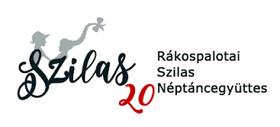 Szilas
20
Rákospalotai
Szilas
Néptáncegyüttes